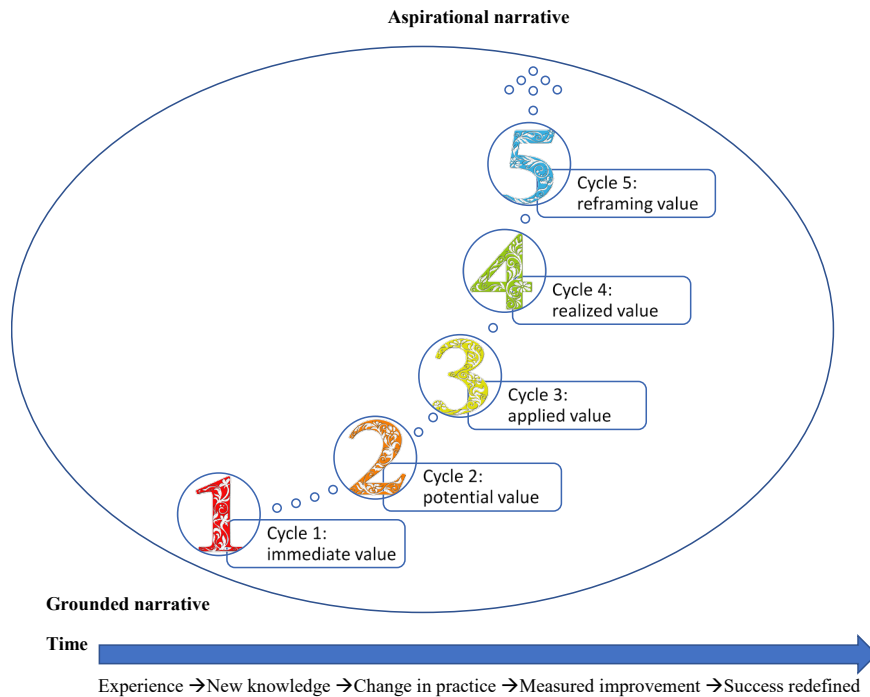 Aspirational narrative
5
Cycle 5:
reframing value
4
Cycle 4:
realized value
3
Cycle 3:
applied value
2
Cycle 2:
potential value
1
Cycle 1:
immediate value
Grounded narrative
Time
Experience →New knowledge →Change in practice →Measured improvement →Success redefined